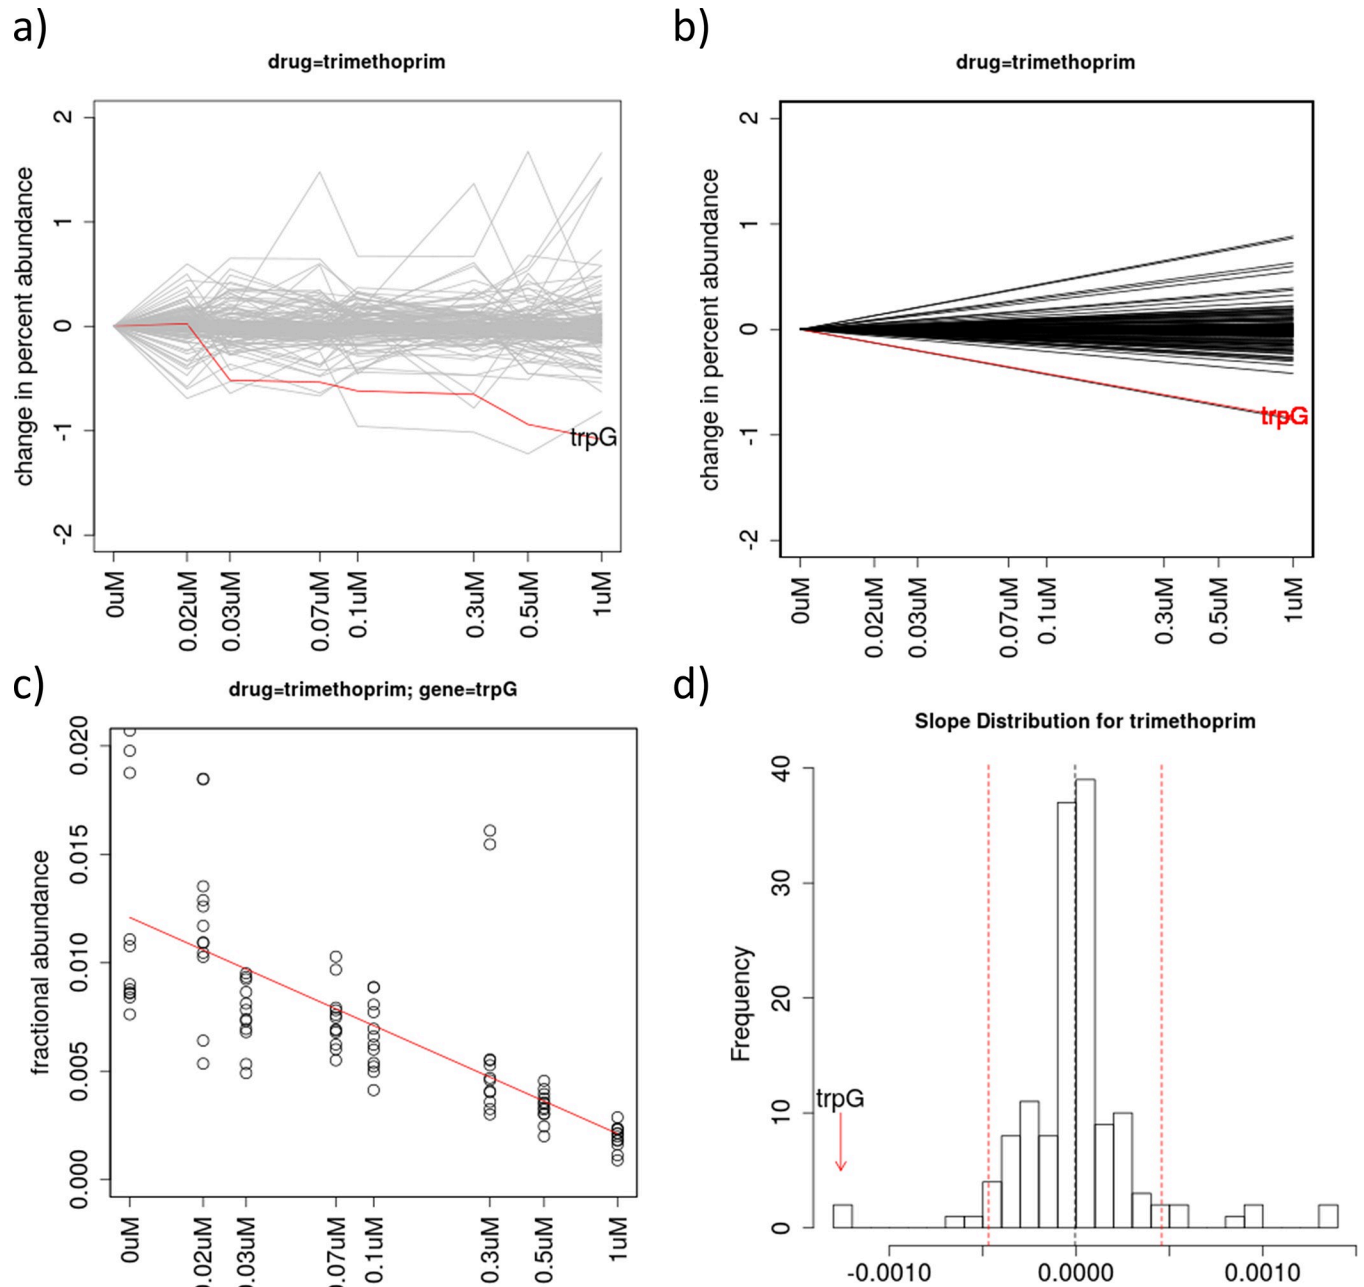 a)
drug=trimethoprim
change in percent abundance
2
1
0
-1
-2
trpG
0uM
0.02uM
0.03uM
0.07uM
0.1uM
0.3uM
0.5uM
1uM
b)
drug=trimethoprim
change in percent abundance
2
1
0
-1
-2
trpG
0uM
0.02uM
0.03uM
0.07uM
0.1uM
0.3uM
0.5uM
1uM
c)
drug=trimethoprim; gene=trpG
fractional abundance
0.020
0.015
0.010
0.005
0.000
0uM
0.02uM
0.03uM
0.07uM
0.1uM
0.3uM
0.5uM
1uM
d)
Slope Distribution for trimethoprim
Frequency
40
30
20
10
0
trpG
-0.0010
0.0000
0.0010